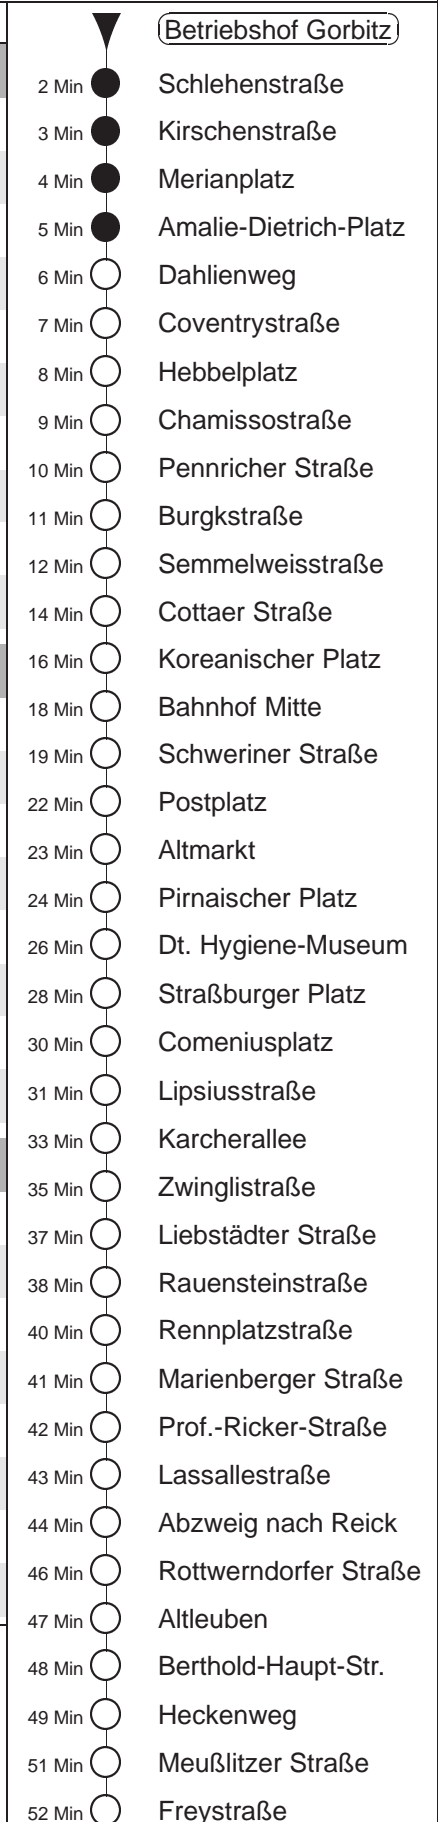 Betriebshof Gorbitz
2 Min Schlehenstraße
3 Min Kirschenstraße
4 Min Merianplatz
5 Min Amalie-Dietrich-Platz
6 Min Dahlienweg
7 Min Coventrystraße
8 Min Hebbelplatz
9 Min Chamissostraße
10 Min Pennricher Straße
11 Min Burgkstraße
12 Min Semmelweisstraße
14 Min Cottaer Straße
16 Min Koreanischer Platz
18 Min Bahnhof Mitte
19 Min Schweriner Straße
22 Min Postplatz
23 Min Altmarkt
24 Min Pirnaischer Platz
26 Min Dt. Hygiene-Museum
28 Min Straßburger Platz
30 Min Comeniusplatz
31 Min Lipsiusstraße
33 Min Karcherallee
35 Min Zwinglistraße
37 Min Liebstädter Straße
38 Min Rauensteinstraße
40 Min Rennplatzstraße
41 Min Marienberger Straße
42 Min Prof.-Ricker-Straße
43 Min Lassallestraße
44 Min Abzweig nach Reick
46 Min Rottwerndorfer Straße
47 Min Altleuben
48 Min Berthold-Haupt-Str.
49 Min Heckenweg
51 Min Meußlitzer Straße
52 Min Freystraße